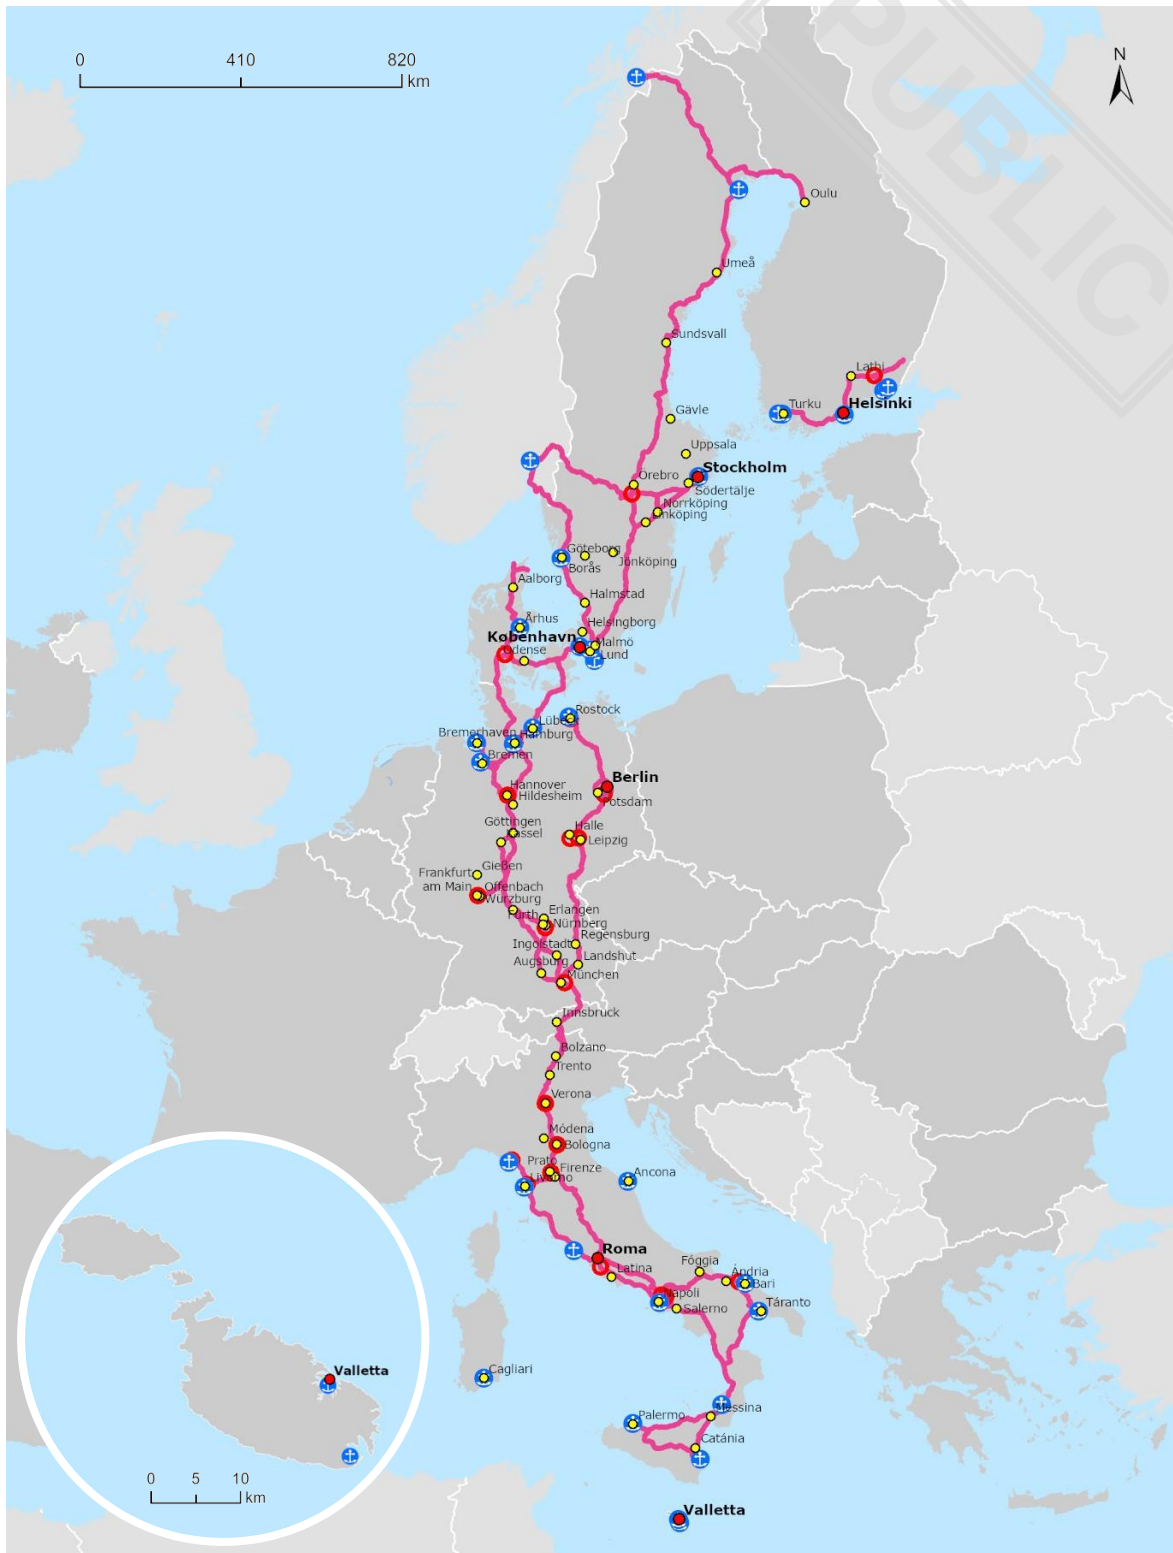 0 410 820
km
N
PUBLIC
Oulu
Umeå
Sundsvall
Lathi
Turku
Helsinki
Gävle
Uppsala
Stockholm
Örebro
Södertälje
Norrköping
Linköping
Göteborg
Borås
Jönköping
Aalborg
Halmstad
Århus
Helsingborg
København
Malmö
Odense
Lund
Rostock
Lübeck
Bremerhaven
Hamburg
Bremen
Berlin
Hannover
Hildesheim
Potsdam
Göttingen
Halle
Kassel
Leipzig
Gießen
Frankfurt
am Main
Offenbach
Würzburg
Erlangen
Fürth
Nürnberg
Regensburg
Ingolstadt
Landshut
Augsburg
München
Innsbruck
Bolzano
Trento
Verona
Módena
Bologna
Prato
Firenze
Livorno
Ancona
Roma
Latina
Fóggia
Ándria
Bari
Napoli
Salerno
Táranto
Cagliari
Messina
Palermo
Catánia
Valletta
Valletta
0 5 10
km